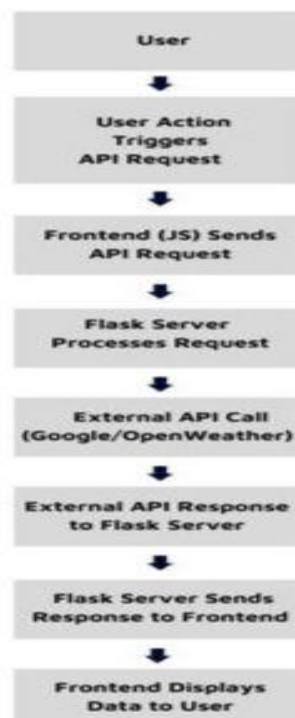 User
User Action
Triggers
API Request
Frontend (JS) Sends
API Request
Flask Server
Processes Request
External API Call
(Google/OpenWeather)
External API Response
to Flask Server
Flask Server Sends
Response to Frontend
Frontend Displays
Data to User